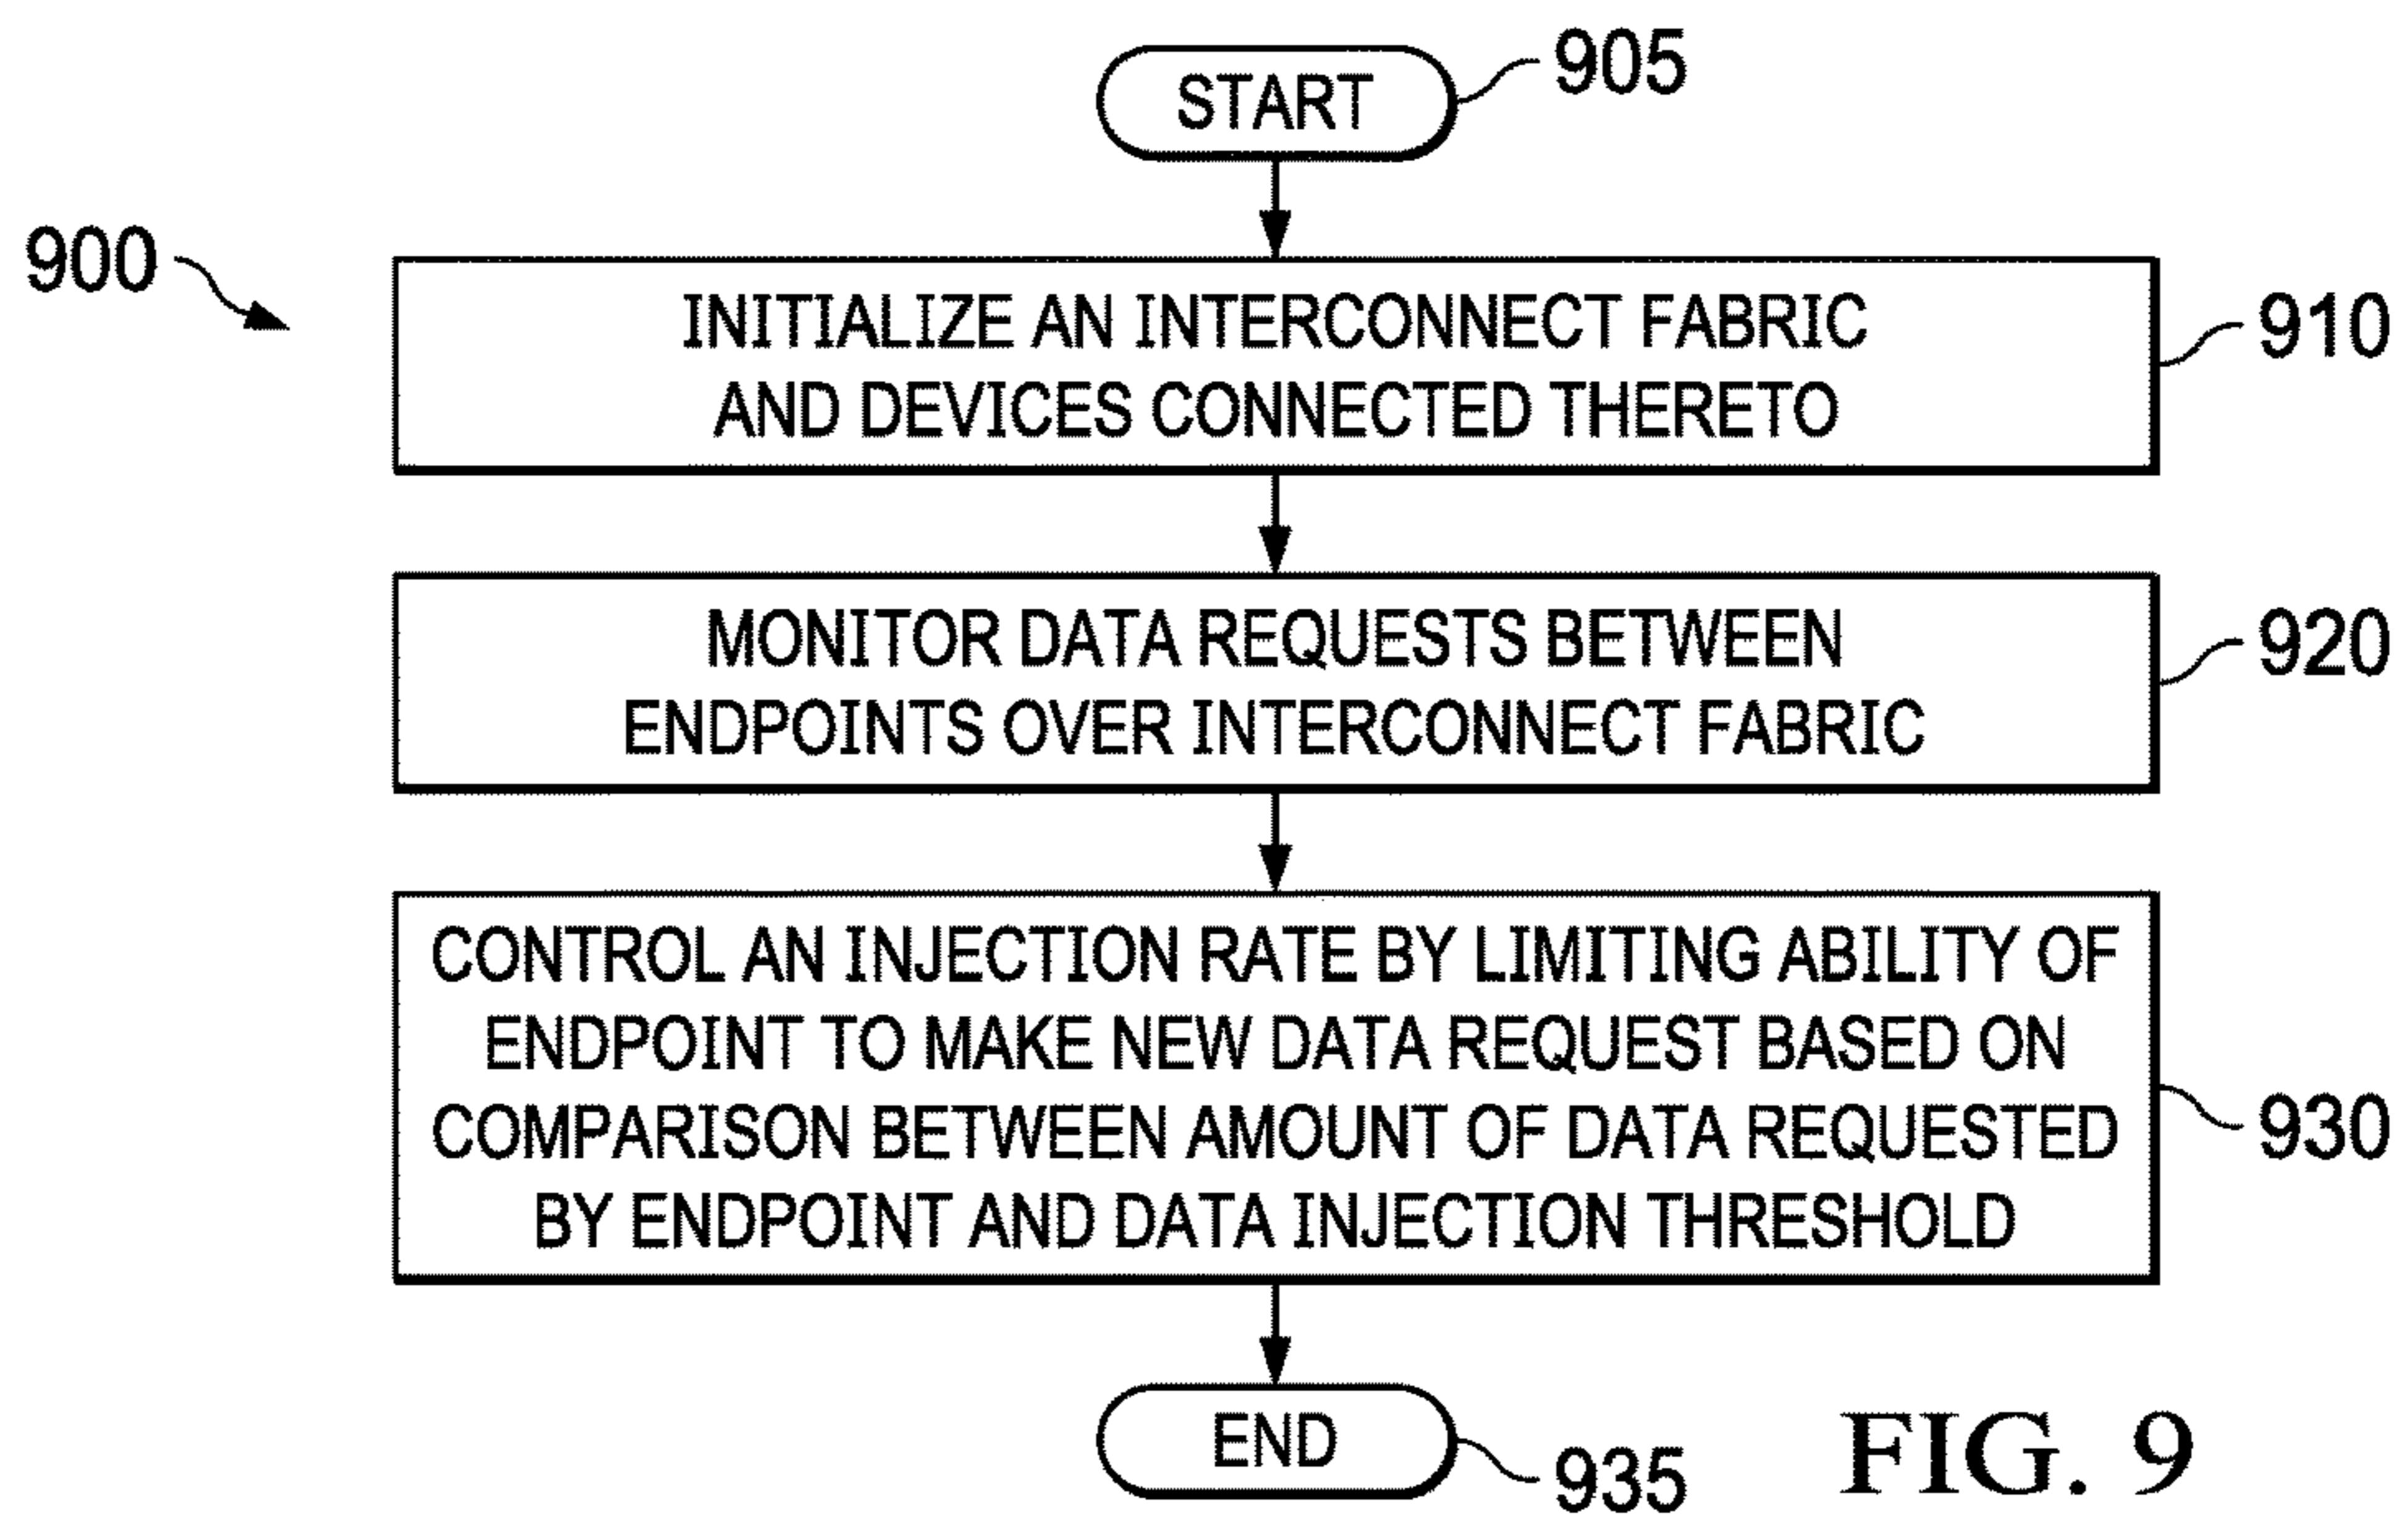 START
905
900
INITIALIZE AN INTERCONNECT FABRIC
AND DEVICES CONNECTED THERETO
910
MONITOR DATA REQUESTS BETWEEN
ENDPOINTS OVER INTERCONNECT FABRIC
920
CONTROL AN INJECTION RATE BY LIMITING ABILITY OF
ENDPOINT TO MAKE NEW DATA REQUEST BASED ON
COMPARISON BETWEEN AMOUNT OF DATA REQUESTED
BY ENDPOINT AND DATA INJECTION THRESHOLD
930
END
935
FIG. 9